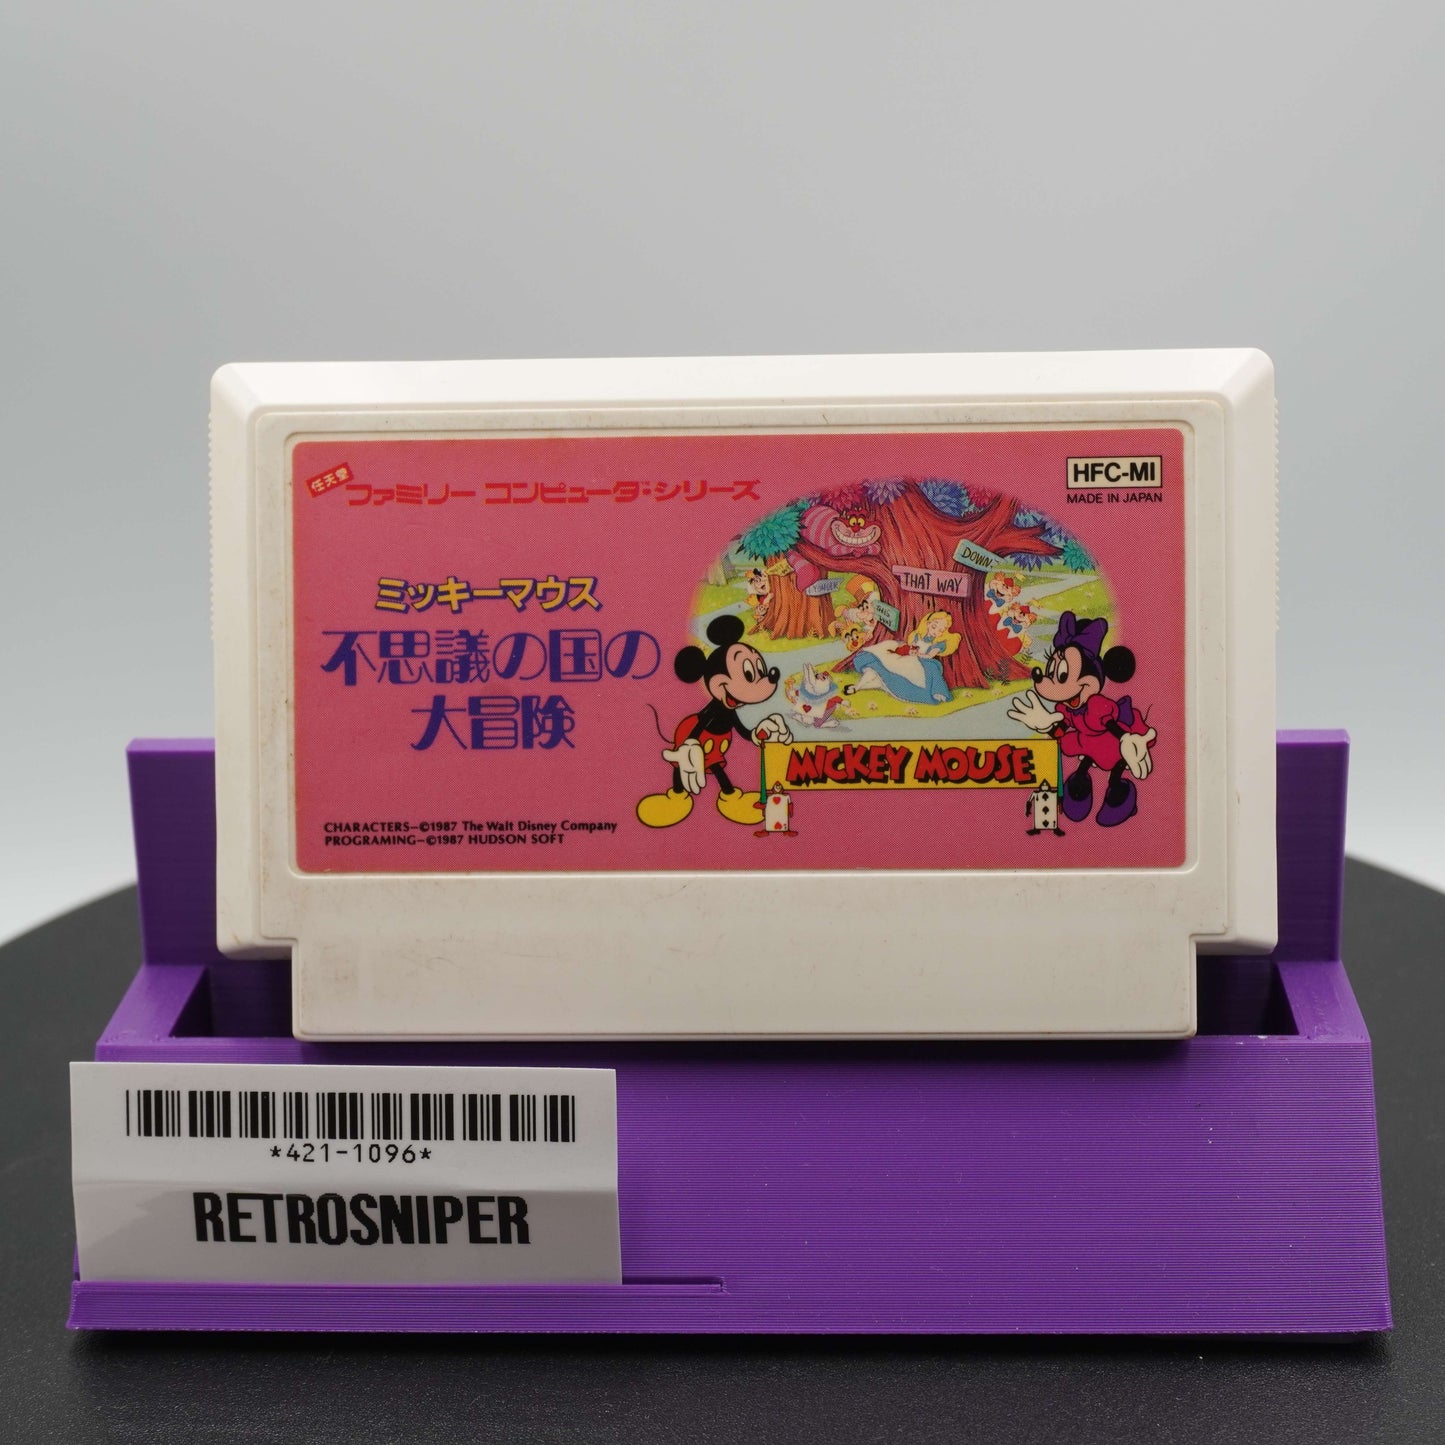 任天堂
ファミリー コンピュータ・シリーズ
HFC-MI
MADE IN JAPAN
ミッキーマウス
不思議の国の
大冒険
DOWN
THAT WAY
YONDER
THIS WAY
MICKEY MOUSE
CHARACTERS—©1987 The Walt Disney Company
PROGRAMING—©1987 HUDSON SOFT
*421-1096*
RETROSNIPER